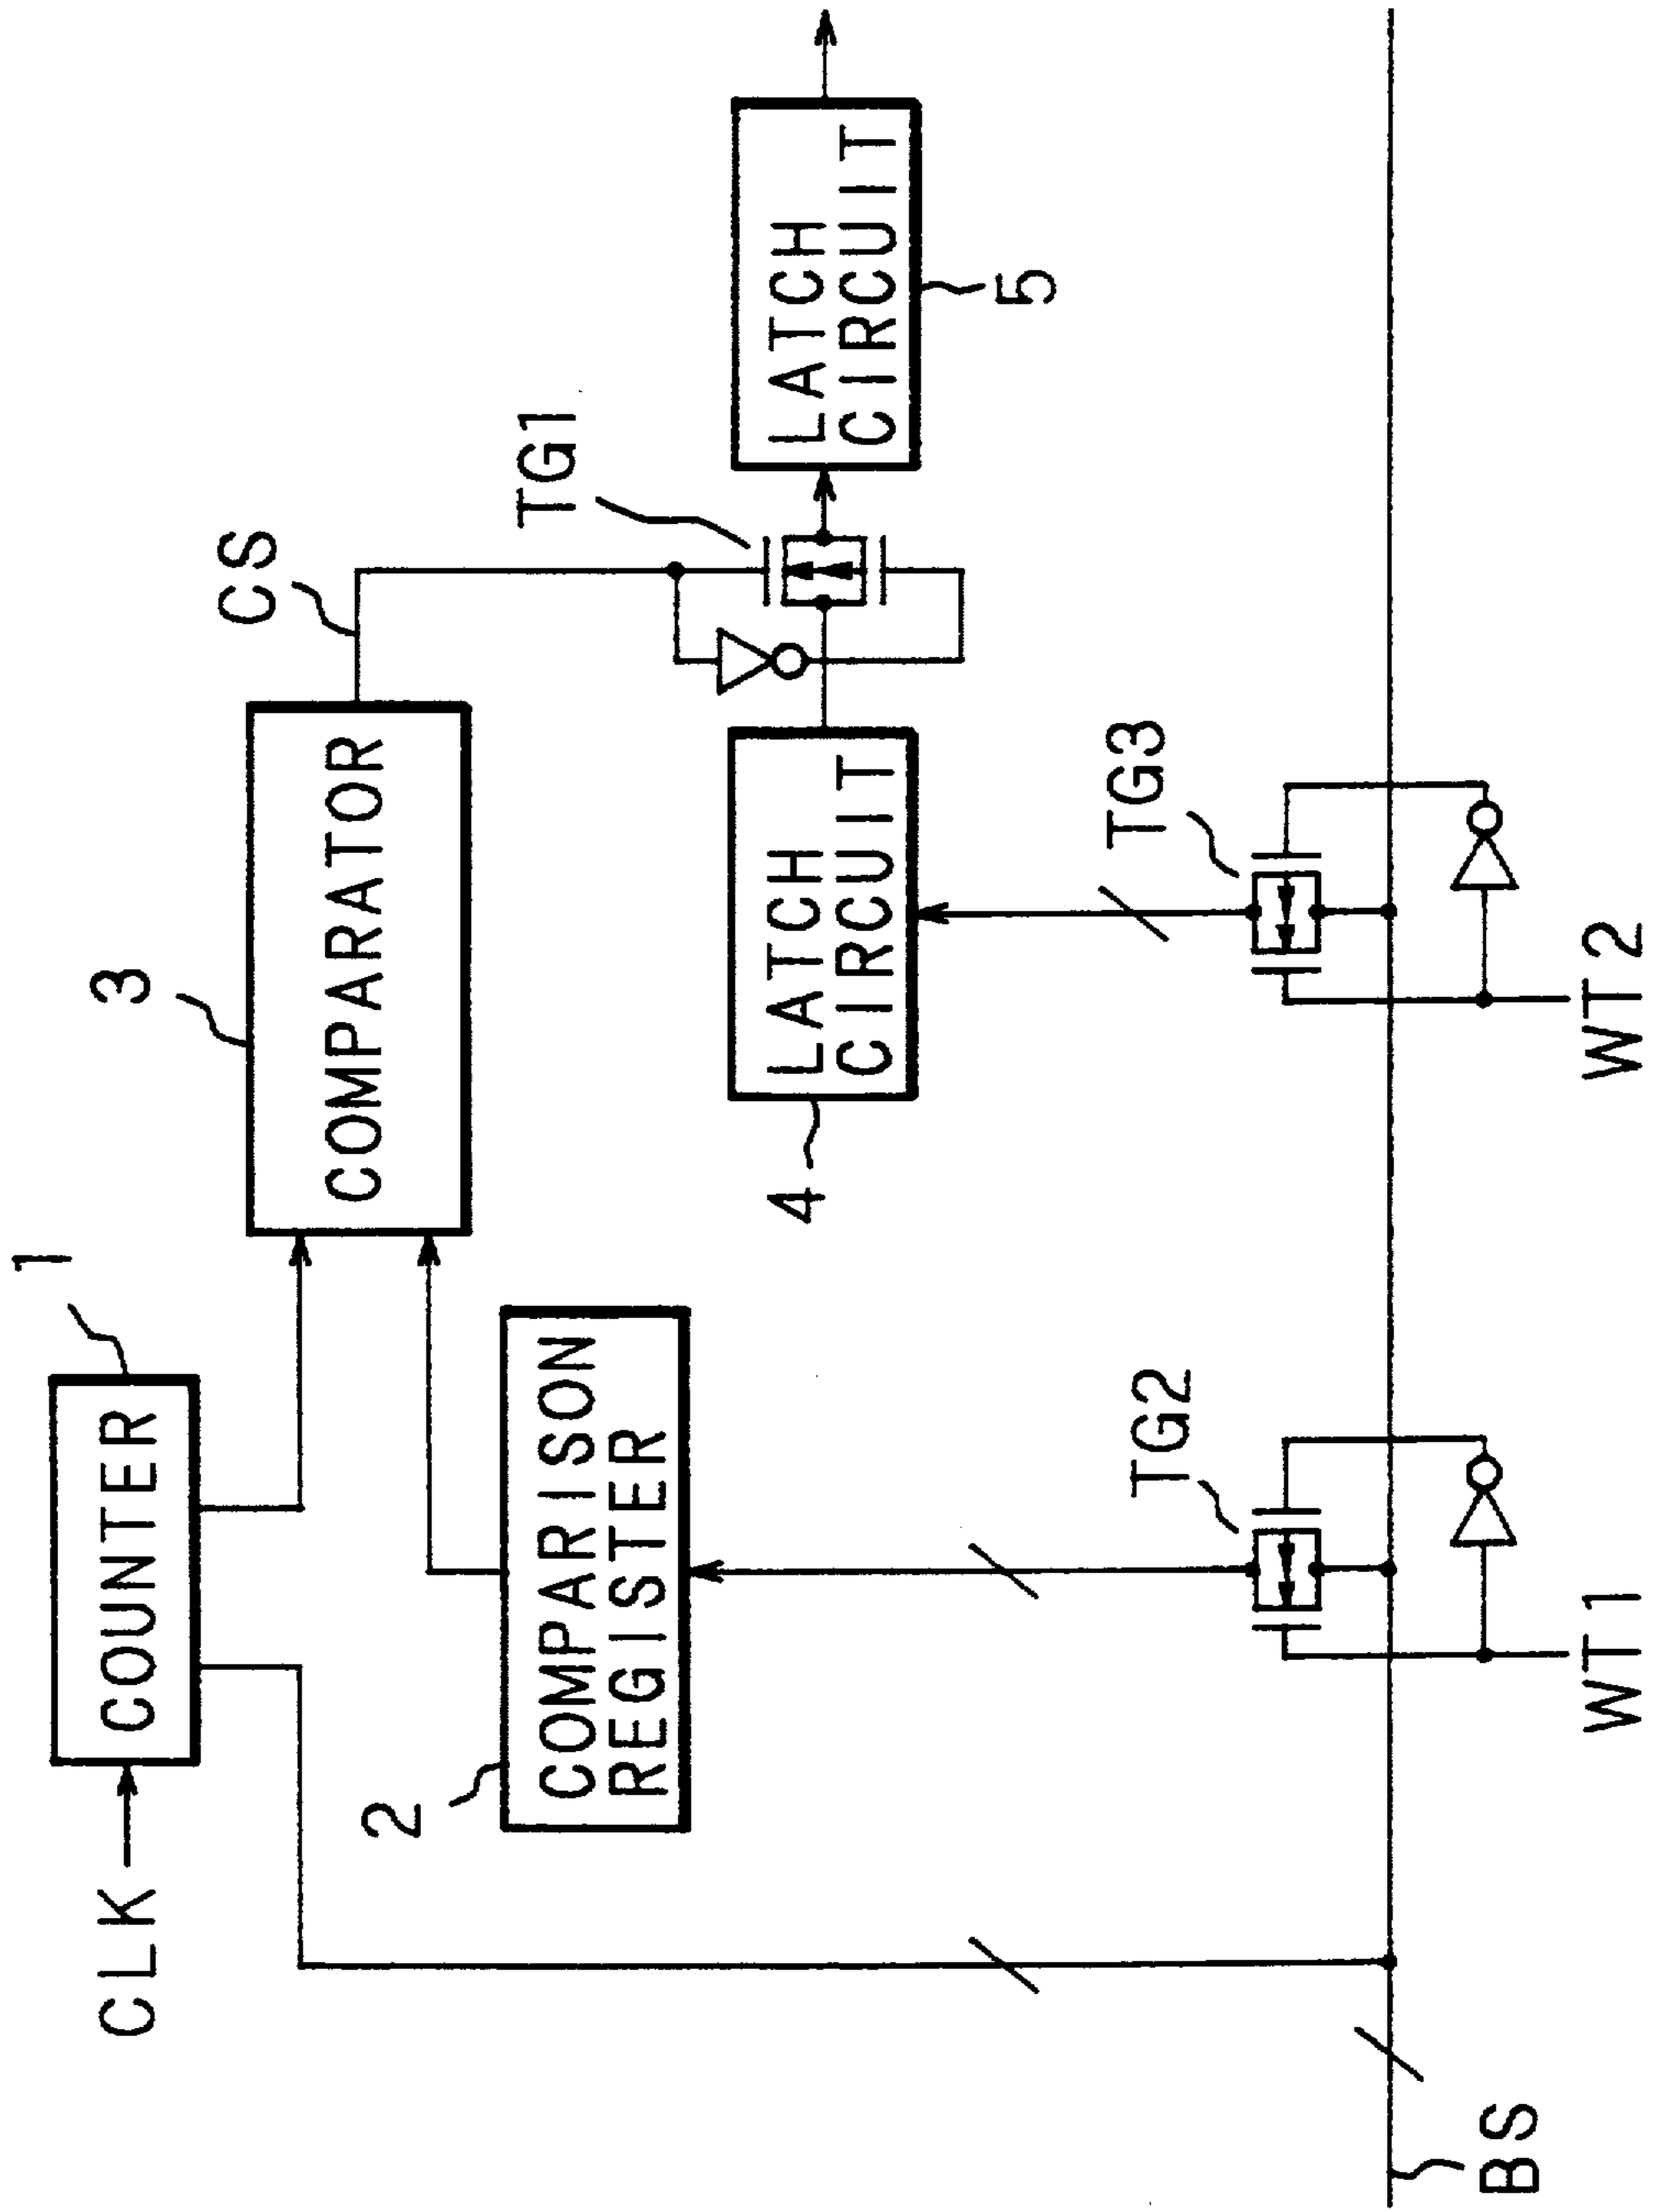 CLK
COUNTER
1
3
COMPARATOR
CS
2
COMPARISON
REGISTER
4
LATCH
CIRCUIT
TG1
LATCH
CIRCUIT
5
TG2
TG3
BS
WT1
WT2